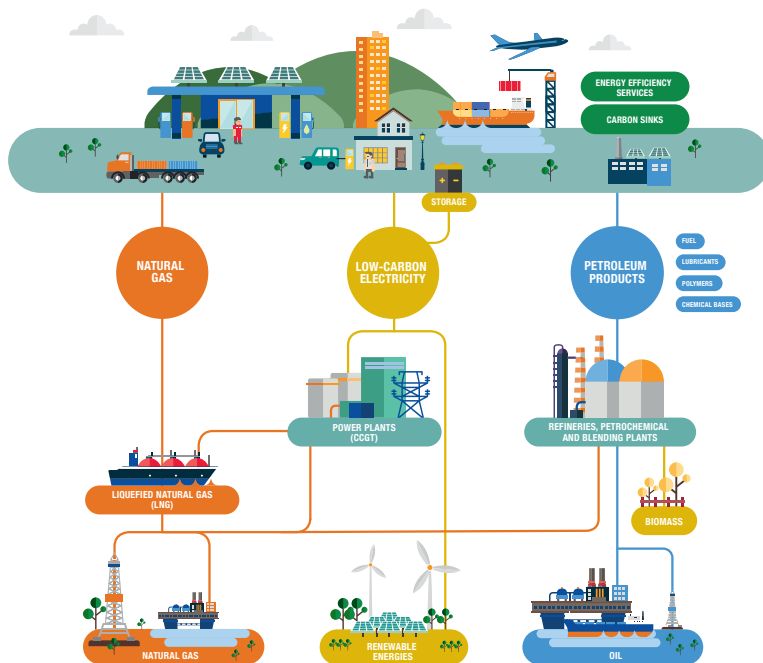 ENERGY EFFICIENCY
SERVICES
CARBON SINKS
STORAGE
NATURAL
GAS
LOW-CARBON
ELECTRICITY
PETROLEUM
PRODUCTS
FUEL
LUBRICANTS
POLYMERS
CHEMICAL BASES
POWER PLANTS
(CCGT)
REFINERIES, PETROCHEMICAL
AND BLENDING PLANTS
LIQUEFIED NATURAL GAS
(LNG)
BIOMASS
NATURAL GAS
RENEWABLE
ENERGIES
OIL